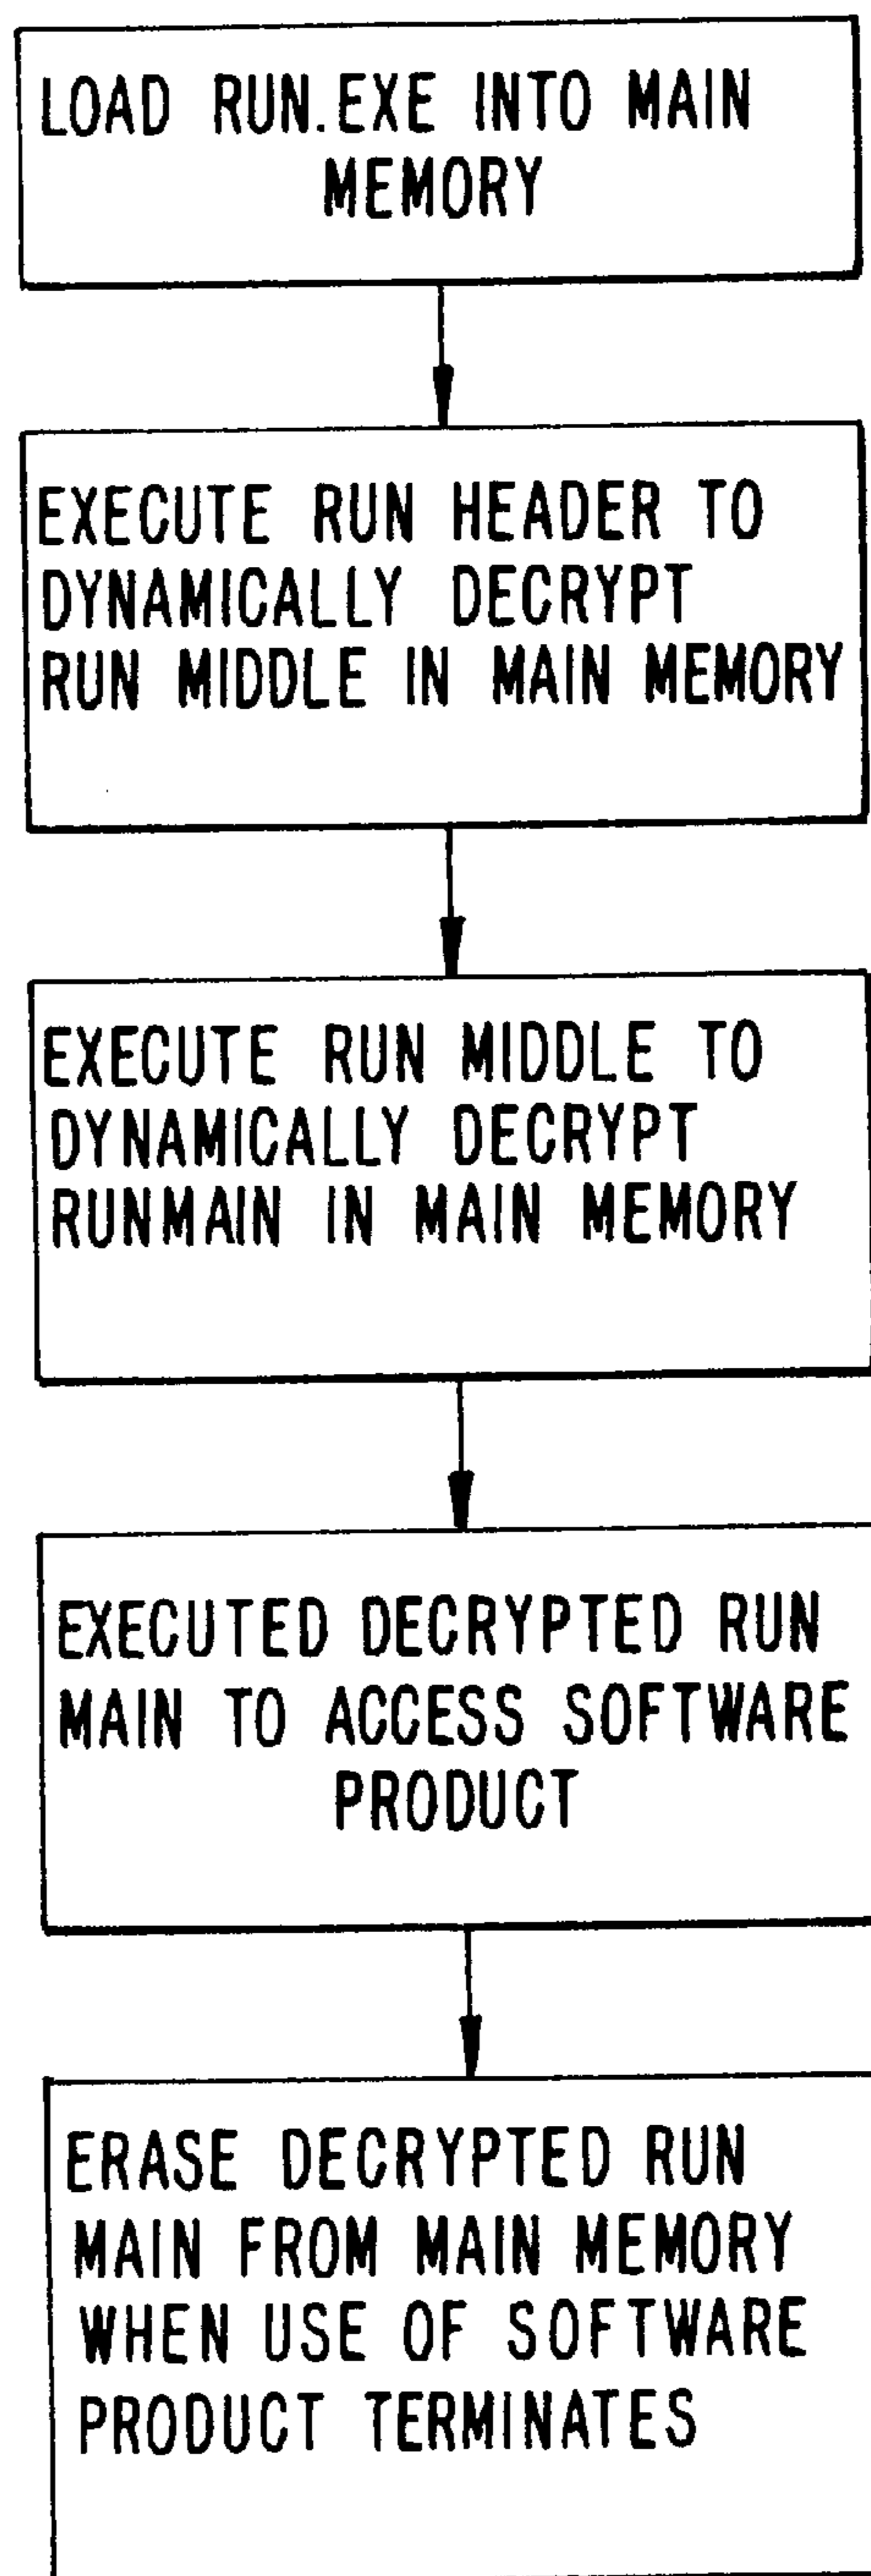 LOAD RUN.EXE INTO MAIN
MEMORY
EXECUTE RUN HEADER TO
DYNAMICALLY DECRYPT
RUN MIDDLE IN MAIN MEMORY
EXECUTE RUN MIDDLE TO
DYNAMICALLY DECRYPT
RUNMAIN IN MAIN MEMORY
EXECUTED DECRYPTED RUN
MAIN TO ACCESS SOFTWARE
PRODUCT
ERASE DECRYPTED RUN
MAIN FROM MAIN MEMORY
WHEN USE OF SOFTWARE
PRODUCT TERMINATES